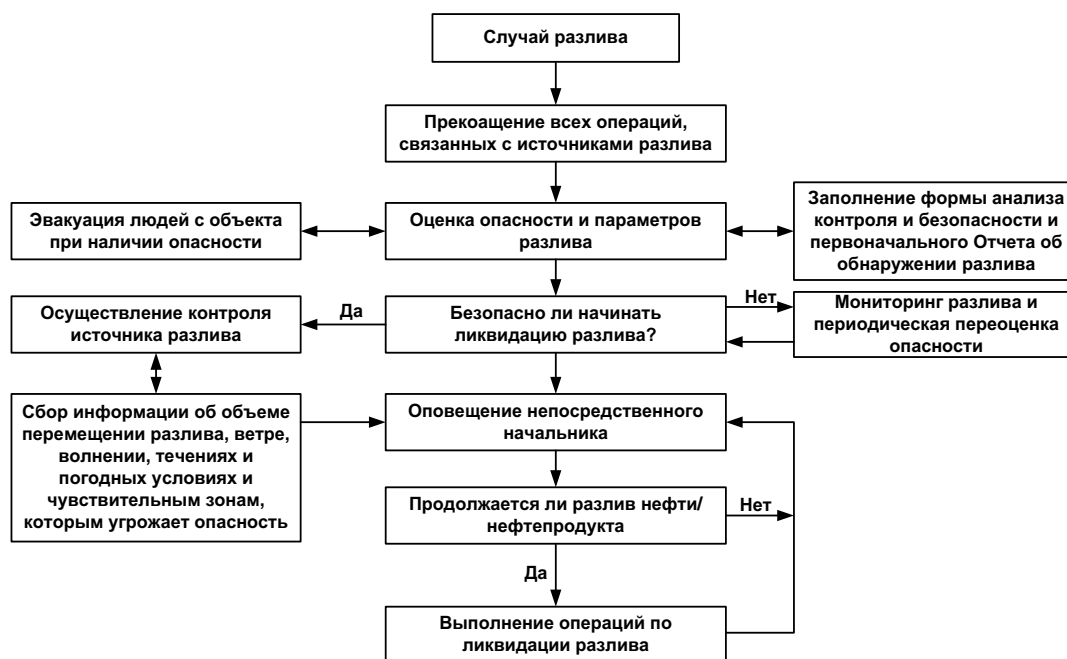 Случай разлива
Прекоащение всех операций,
связанных с источниками разлива
Эвакуация людей с объекта
при наличии опасности
Оценка опасности и параметров
разлива
Заполнение формы анализа
контроля и безопасности и
первоначального Отчета об
обнаружению разлива
Осуществление контроля
источника разлива
Да
Безопасно ли начинать
ликвидацию разлива?
Нет
Мониторинг разлива и
периодическая переоценка
опасности
Сбор информации об объеме
перемещении разлива, ветре,
волнении, течениях и
погодных условиях и
чувствительным зонам,
которым угрожает опасность
Оповещение непосредственного
начальника
Продолжается ли разлив нефти/
нефтепродукта
Нет
Да
Выполнение операций по
ликвидации разлива